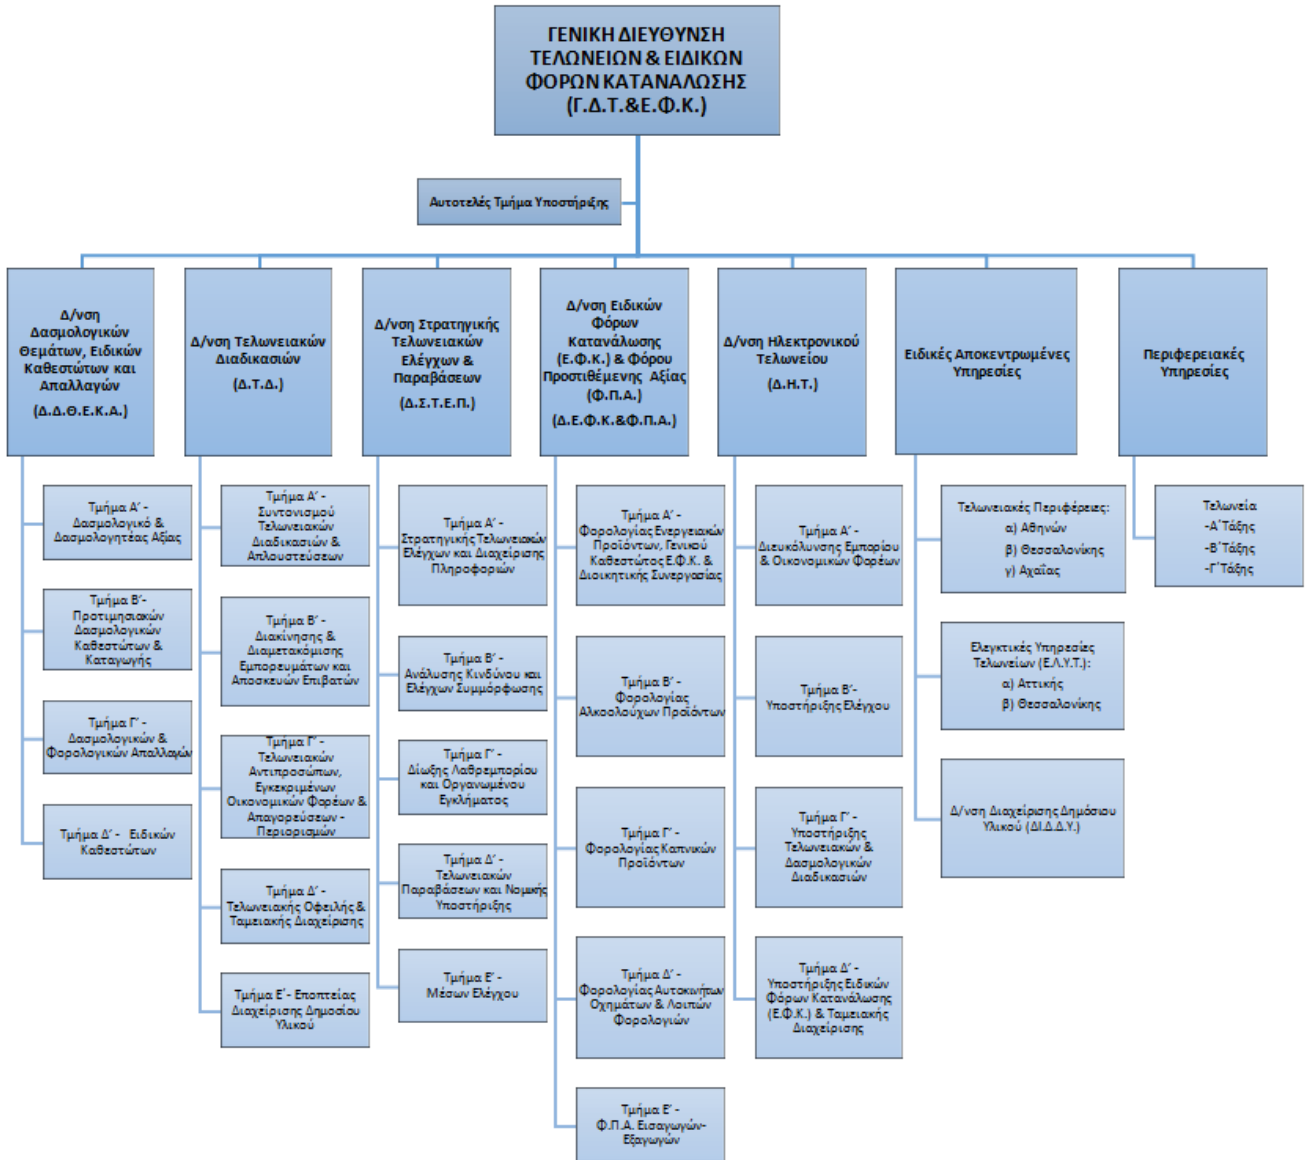 ΓΕΝΙΚΗ ΔΙΕΥΘΥΝΣΗ
ΤΕΛΩΝΕΙΩΝ & ΕΙΔΙΚΩΝ
ΦΟΡΩΝ ΚΑΤΑΝΑΛΩΣΗΣ
(Γ.Δ.Τ.&Ε.Φ.Κ.)
Αυτοτελές Τμήμα Υποστήριξης
Δ/νση
Δασμολογικών
Θεμάτων, Ειδικών
Καθεστώτων και
Απαλλαγών
(Δ.Δ.Θ.Ε.Κ.Α.)
Τμήμα Α' -
Δασμολογικό &
Δασμολογητέας Αξίας
Τμήμα Β'-
Προτιμησιακών
Δασμολογικών
Καθεστώτων &
Καταγωγής
Τμήμα Γ' -
Δασμολογικών &
Φορολογικών Απαλλαγών
Τμήμα Δ' - Ειδικών
Καθεστώτων
Δ/νση Τελωνειακών
Διαδικασιών
(Δ.Τ.Δ.)
Τμήμα Α' -
Συντονισμού
Τελωνειακών
Διαδικασιών &
Απλουστεύσεων
Τμήμα Β' -
Διακίνησης &
Διαμετακόμισης
Εμπορευμάτων και
Αποσκευών Επιβατών
Τμήμα Γ' -
Τελωνειακών
Αντιπροσώπων,
Εγκεκριμένων
Οικονομικών Φορέων &
Απαγορεύσεων -
Περιορισμών
Τμήμα Δ' -
Τελωνειακής Οφειλής &
Ταμειακής Διαχείρισης
Τμήμα Ε' - Εποπτείας
Διαχείρισης Δημοσίου
Υλικού
Δ/νση Στρατηγικής
Τελωνειακών
Ελέγχων &
Παραβάσεων
(Δ.Σ.Τ.Ε.Π.)
Τμήμα Α' -
Στρατηγικής Τελωνειακών
Ελέγχων και Διαχείρισης
Πληροφοριών
Τμήμα Β' -
Ανάλυσης Κινδύνου και
Ελέγχων Συμμόρφωσης
Τμήμα Γ' -
Δίωξης Λαθρεμπορίου
και Οργανωμένου
Εγκλήματος
Τμήμα Δ' -
Τελωνειακών
Παραβάσεων και Νομικής
Υποστήριξης
Τμήμα Ε' -
Μέσων Ελέγχου
Δ/νση Ειδικών
Φόρων
Κατανάλωσης
(Ε.Φ.Κ.) & Φόρου
Προστιθέμενης Αξίας
(Φ.Π.Α.)
(Δ.Ε.Φ.Κ.&Φ.Π.Α.)
Τμήμα Α' -
Φορολογίας Ενεργειακών
Προϊόντων, Γενικού
Καθεστώτος Ε.Φ.Κ. &
Διοικητικής Συνεργασίας
Τμήμα Β' -
Φορολογίας
Αλκοολούχων Προϊόντων
Τμήμα Γ' -
Φορολογίας Καπνικών
Προϊόντων
Τμήμα Δ' -
Φορολογίας Αυτοκινήτων
Οχημάτων & Λοιπών
Φορολογιών
Τμήμα Ε' -
Φ.Π.Α. Εισαγωγών-
Εξαγωγών
Δ/νση Ηλεκτρονικού
Τελωνείου
(Δ.Η.Τ.)
Τμήμα Α' -
Διευκόλυνσης Εμπορίου
& Οικονομικών Φορέων
Τμήμα Β'-
Υποστήριξης Ελέγχου
Τμήμα Γ' -
Υποστήριξης
Τελωνειακών &
Δασμολογικών
Διαδικασιών
Τμήμα Δ' -
Υποστήριξης Ειδικών
Φόρων Κατανάλωσης
(Ε.Φ.Κ.) & Ταμειακής
Διαχείρισης
Ειδικές Αποκεντρωμένες
Υπηρεσίες
Τελωνειακές Περιφέρειες:
α) Αθηνών
β) Θεσσαλονίκης
γ) Αχαΐας
Ελεγκτικές Υπηρεσίες
Τελωνείων (Ε.Λ.Υ.Τ.):
α) Αττικής
β) Θεσσαλονίκης
Δ/νση Διαχείρισης Δημόσιου
Υλικού (ΔΙ.Δ.Δ.Υ.)
Περιφερειακές
Υπηρεσίες
Τελωνεία
-Α΄Τάξης
-Β΄Τάξης
-Γ΄Τάξης